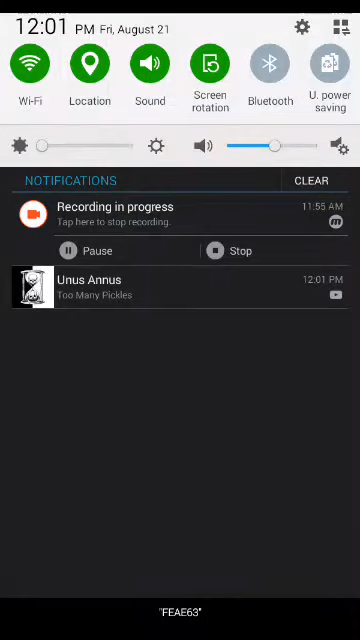 12:01 PM Fri, August 21
Wi-Fi
Location
Sound
Screen
rotation
Bluetooth
U. power
saving
NOTIFICATIONS
CLEAR
Recording in progress 11:55 AM
Tap here to stop recording.
Pause
Stop
Unus Annus 12:01 PM
Too Many Pickles
"FEAE63"